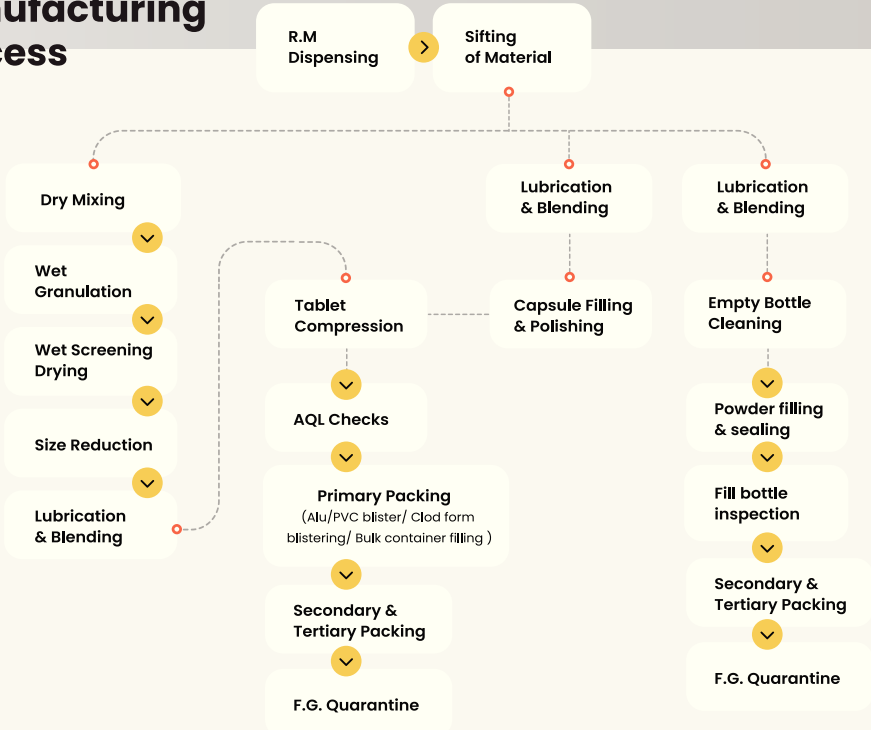 R.M
Dispensing
Sifting
of Material
Dry Mixing
Wet
Granulation
Wet Screening
Drying
Size Reduction
Lubrication
& Blending
Lubrication
& Blending
Capsule Filling
& Polishing
Tablet
Compression
AQL Checks
Primary Packing
(Alu/PVC blister/ Clod form
blistering/ Bulk container filling )
Secondary &
Tertiary Packing
F.G. Quarantine
Lubrication
& Blending
Empty Bottle
Cleaning
Powder filling
& sealing
Fill bottle
inspection
Secondary &
Tertiary Packing
F.G. Quarantine